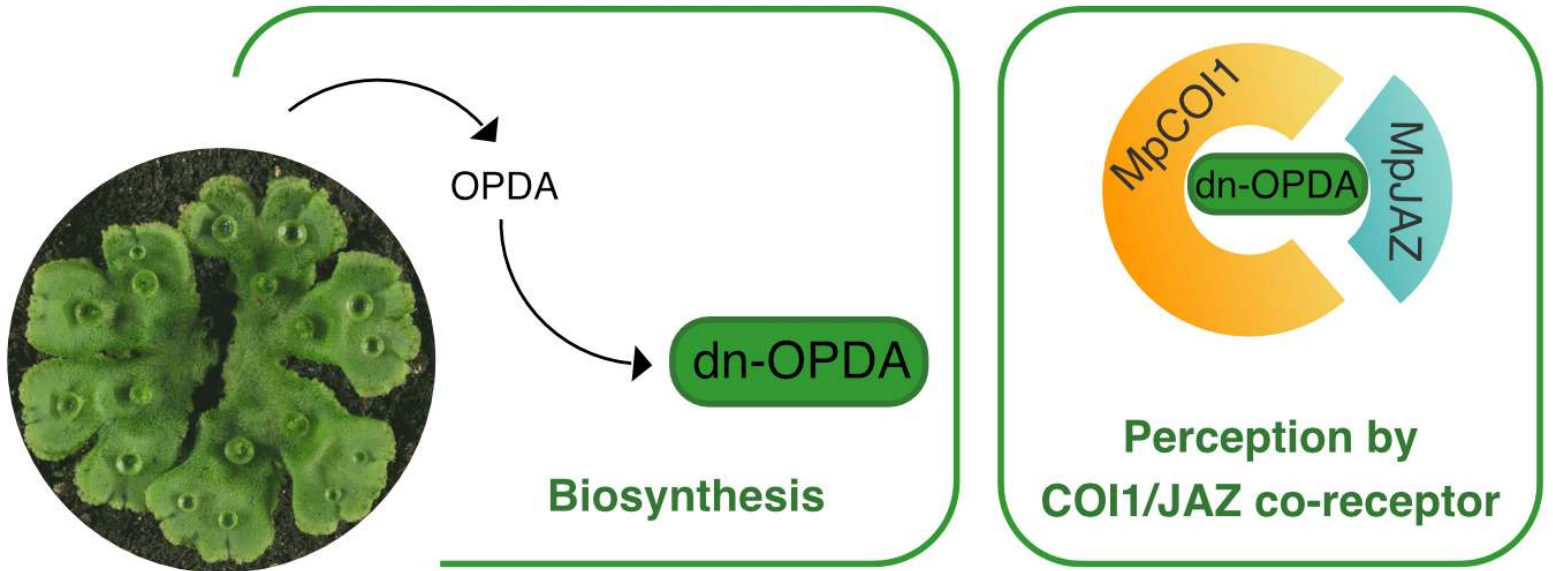 OPDA
dn-OPDA
Biosynthesis
MpCOI1
dn-OPDA
MpJAZ
Perception by
COI1/JAZ co-receptor